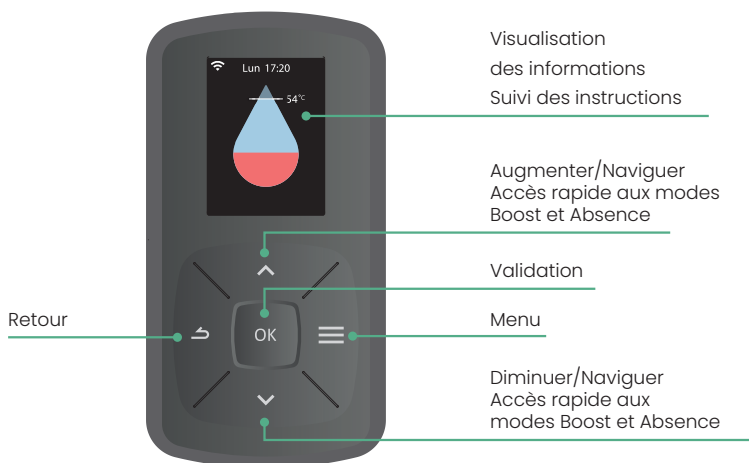 Lun 17:20
54°C
Visualisation
des informations
Suivi des instructions
Augmenter/Naviguer
Accès rapide aux modes
Boost et Absence
Validation
Retour
OK
Menu
Diminuer/Naviguer
Accès rapide aux
modes Boost et Absence